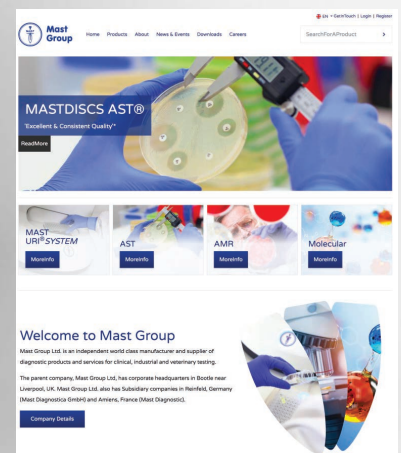 EN
GetInTouch | Login | Register
Mast Group
Home Products About News & Events Downloads Careers
SearchForAProduct
MASTDISCS AST®
"Excellent & Consistent Quality"*
ReadMore
MAST
URI®SYSTEM
MoreInfo
AST
MoreInfo
AMR
MoreInfo
Molecular
MoreInfo
Welcome to Mast Group
Mast Group Ltd. is an independent world class manufacturer and supplier of
diagnostic products and services for clinical, industrial and veterinary testing.
The parent company, Mast Group Ltd, has corporate headquarters in Bootle near
Liverpool, UK. Mast Group Ltd. also has Subsidiary companies in Reinfeld, Germany
(Mast Diagnostica GmbH) and Amiens, France (Mast Diagnostic).
Company Details